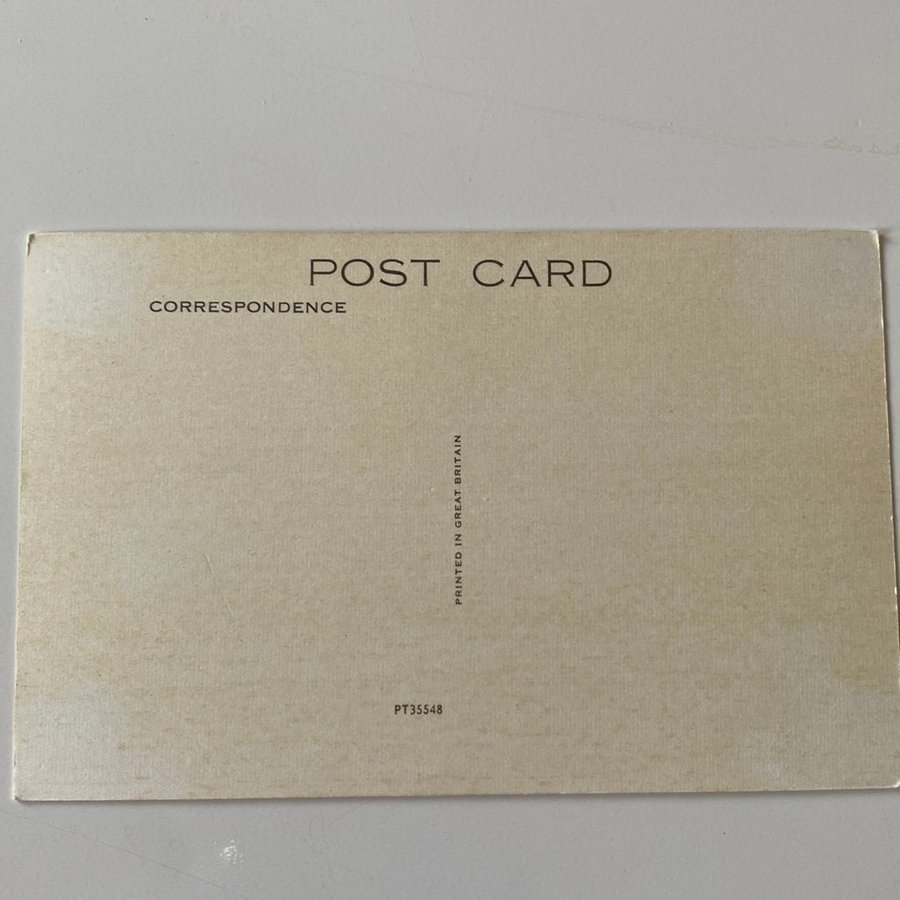 POST CARD
CORRESPONDENCE
PRINTED IN GREAT BRITAIN
PT35548